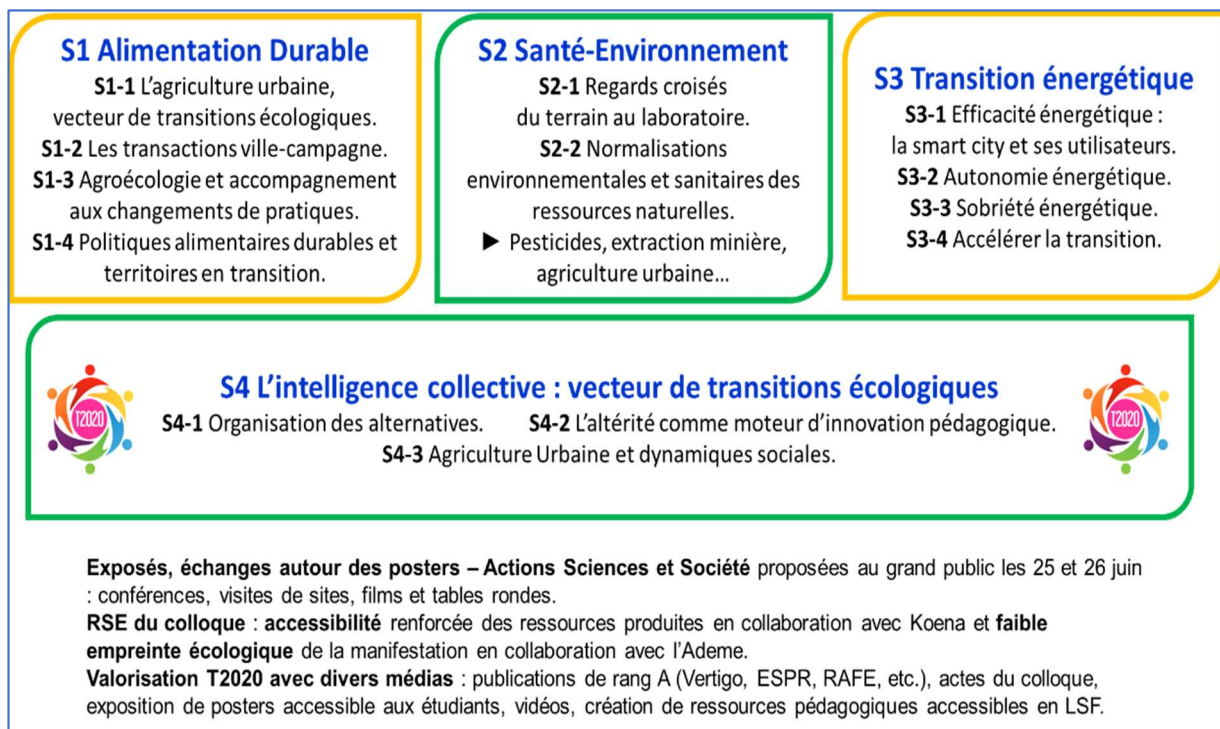 S1 Alimentation Durable
S1-1 L’agriculture urbaine,
vecteur de transitions écologiques.
S1-2 Les transactions ville-campagne.
S1-3 Agroécologie et accompagnement
aux changements de pratiques.
S1-4 Politiques alimentaires durables et
territoires en transition.
S2 Santé-Environnement
S2-1 Regards croisés
du terrain au laboratoire.
S2-2 Normalisations
environnementales et sanitaires des
ressources naturelles.
► Pesticides, extraction minière,
agriculture urbaine…
S3 Transition énergétique
S3-1 Efficacité énergétique :
la smart city et ses utilisateurs.
S3-2 Autonomie énergétique.
S3-3 Sobriété énergétique.
S3-4 Accélérer la transition.
S4 L’intelligence collective : vecteur de transitions écologiques
T2020
S4-1 Organisation des alternatives. S4-2 L’altérité comme moteur d’innovation pédagogique.
T2020
S4-3 Agriculture Urbaine et dynamiques sociales.
Exposés, échanges autour des posters – Actions Sciences et Société proposées au grand public les 25 et 26 juin
: conférences, visites de sites, films et tables rondes.
RSE du colloque : accessibilité renforcée des ressources produites en collaboration avec Koena et faible
empreinte écologique de la manifestation en collaboration avec l’Ademe.
Valorisation T2020 avec divers médias : publications de rang A (Vertigo, ESPR, RAFE, etc.), actes du colloque,
exposition de posters accessible aux étudiants, vidéos, création de ressources pédagogiques accessibles en LSF.